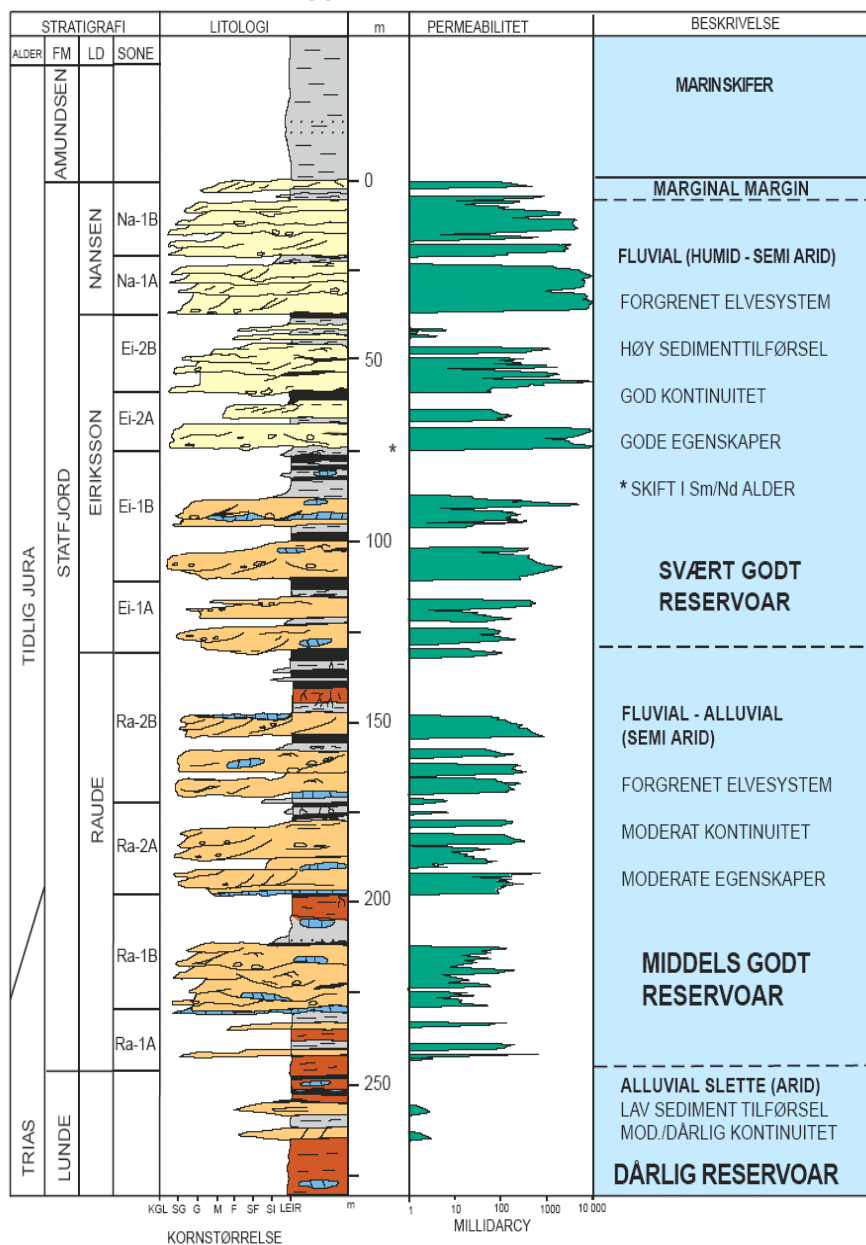 STRATIGRAFI
LITOLOGI
m
PERMEABILITET
BESKRIVELSE
ALDER
FM
LD
SONE
TIDLIG JURA
TRIAS
AMUNDSEN
STATFJORD
LUNDE
NANSEN
EIRIKSSON
RAUDE
Na-1B
Na-1A
Ei-2B
Ei-2A
Ei-1B
Ei-1A
Ra-2B
Ra-2A
Ra-1B
Ra-1A
0
50
*
100
150
200
250
MARINSKIFER
MARGINAL MARGIN
FLUVIAL (HUMID - SEMI ARID)
FORGRENET ELVESYSTEM
HØY SEDIMENTTILFØRSEL
GOD KONTINUITET
GODE EGENSKAPER
* SKIFT I Sm/Nd ALDER
SVÆRT GODT
RESERVOAR
FLUVIAL - ALLUVIAL
(SEMI ARID)
FORGRENET ELVESYSTEM
MODERAT KONTINUITET
MODERATE EGENSKAPER
MIDDELS GODT
RESERVOAR
ALLUVIAL SLETTE (ARID)
LAV SEDIMENT TILFØRSEL
MOD./DÅRLIG KONTINUITET
DÅRLIG RESERVOAR
KGL SG G M F SF SI LEIR
m
1 10 100 1000 10 000
KORNSTØRRELSE
MILLIDARCY